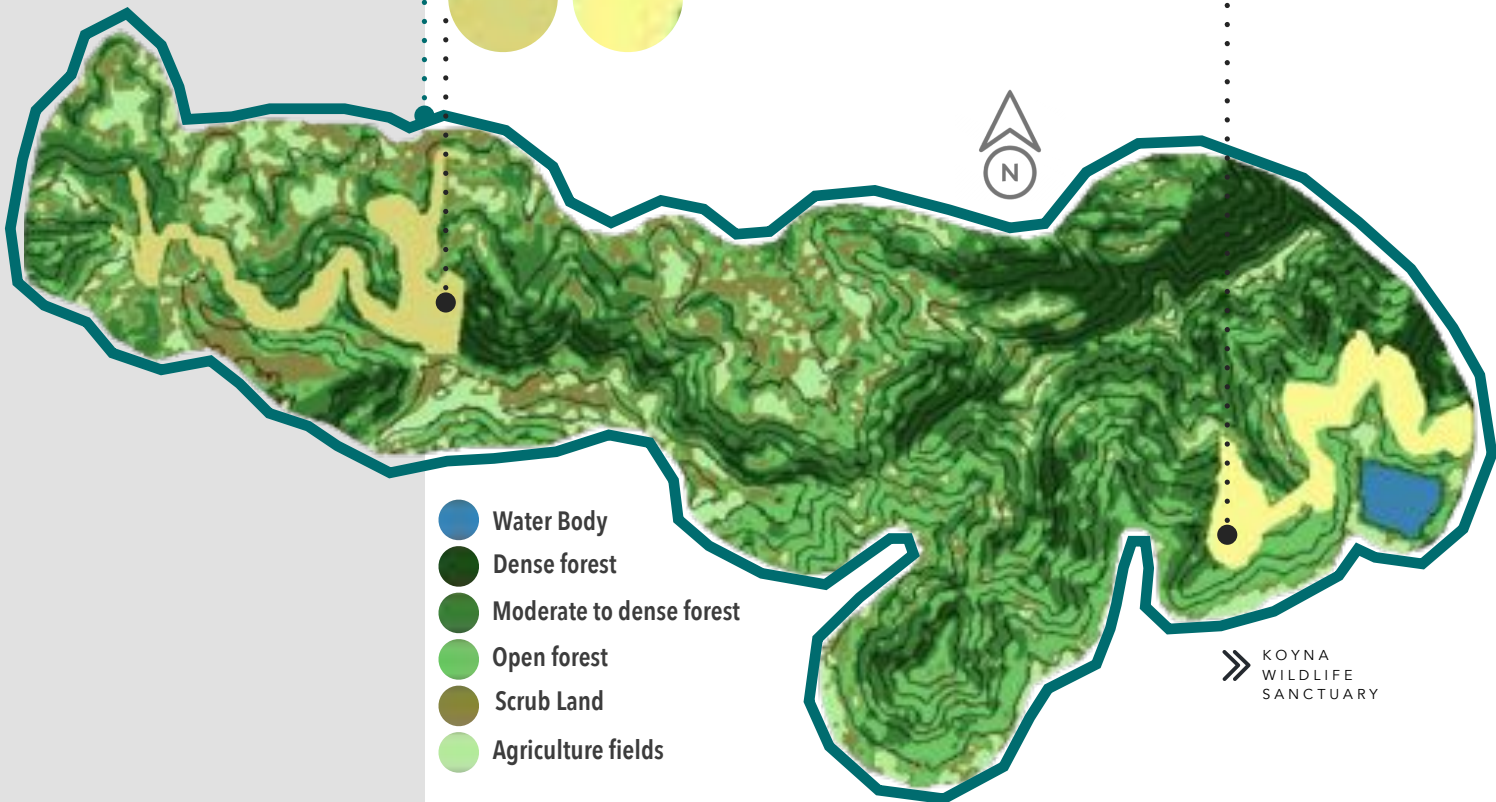 N
Water Body
Dense forest
Moderate to dense forest
Open forest
Scrub Land
Agriculture fields
KOYNA
WILDLIFE
SANCTUARY